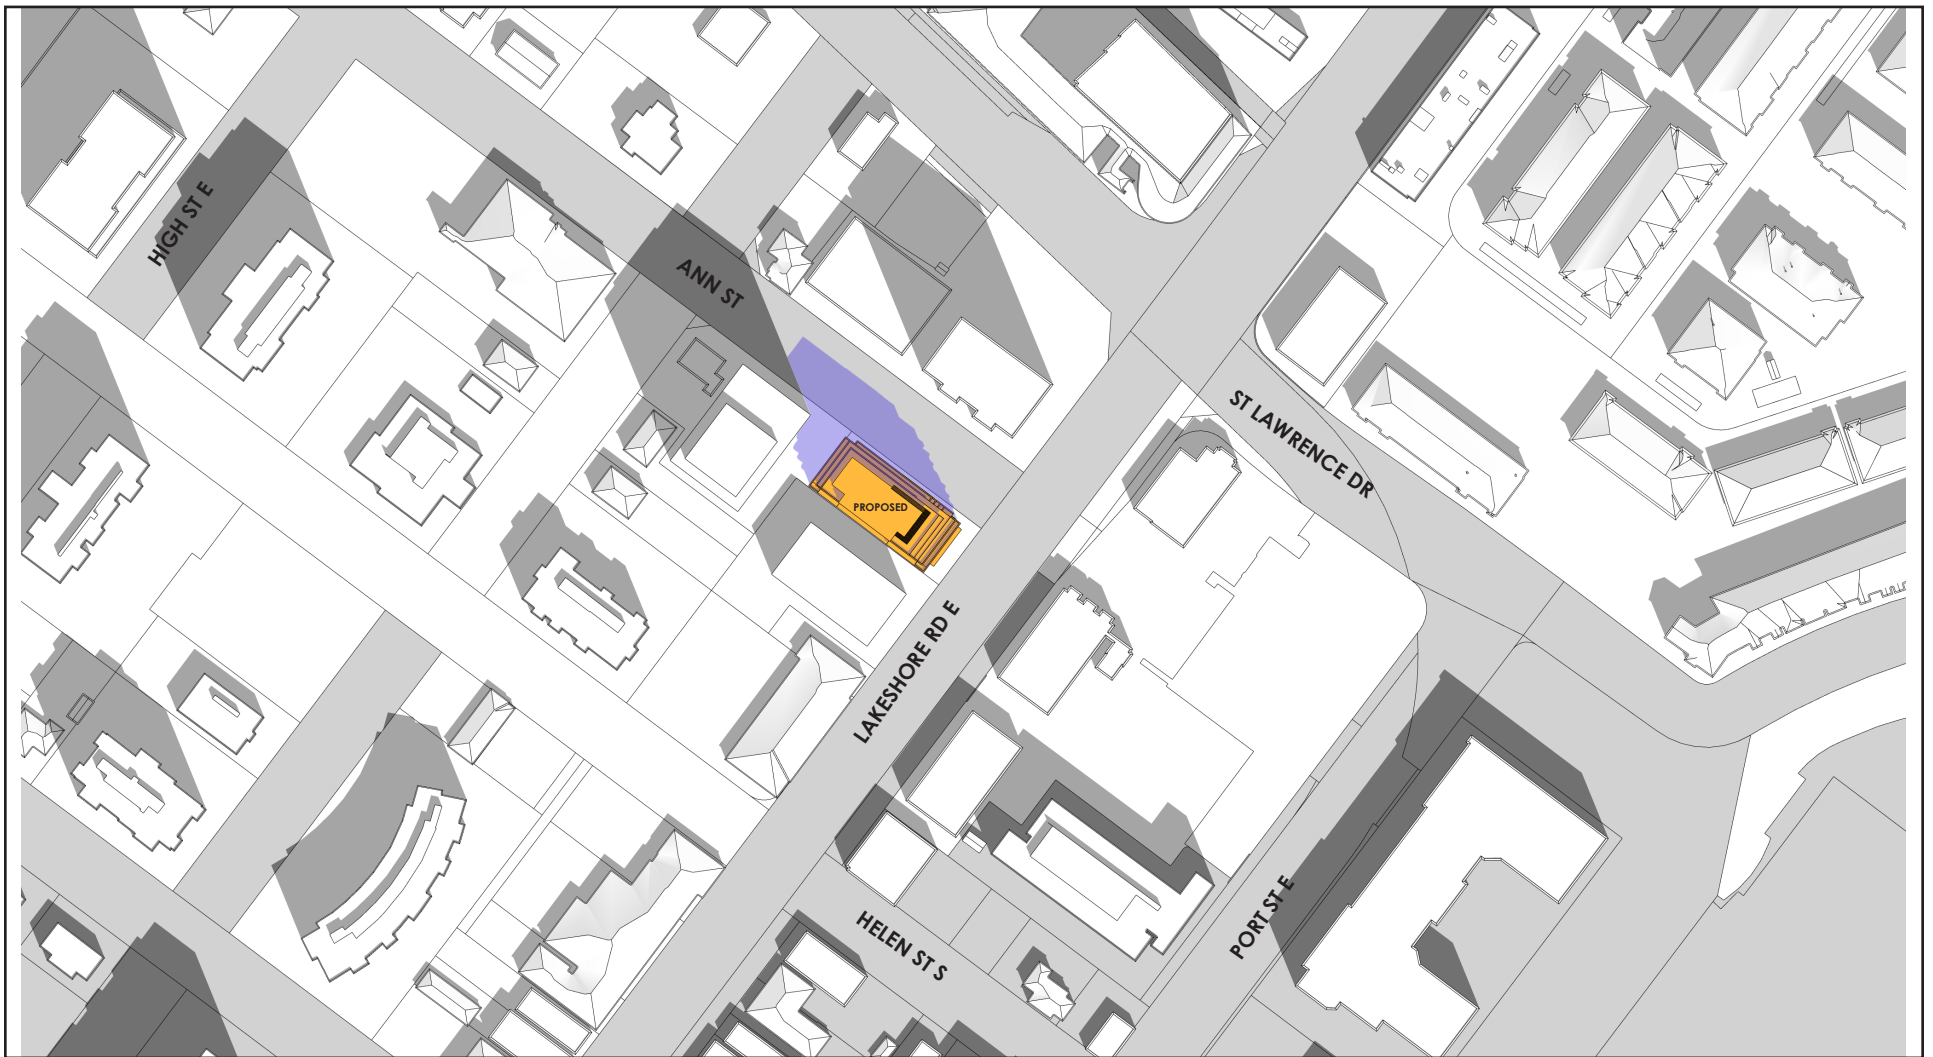 HIGH ST E
ANN ST
ST LAWRENCE DR
PROPOSED
LAKESHORE RD E
PORT ST E
HELEN ST S